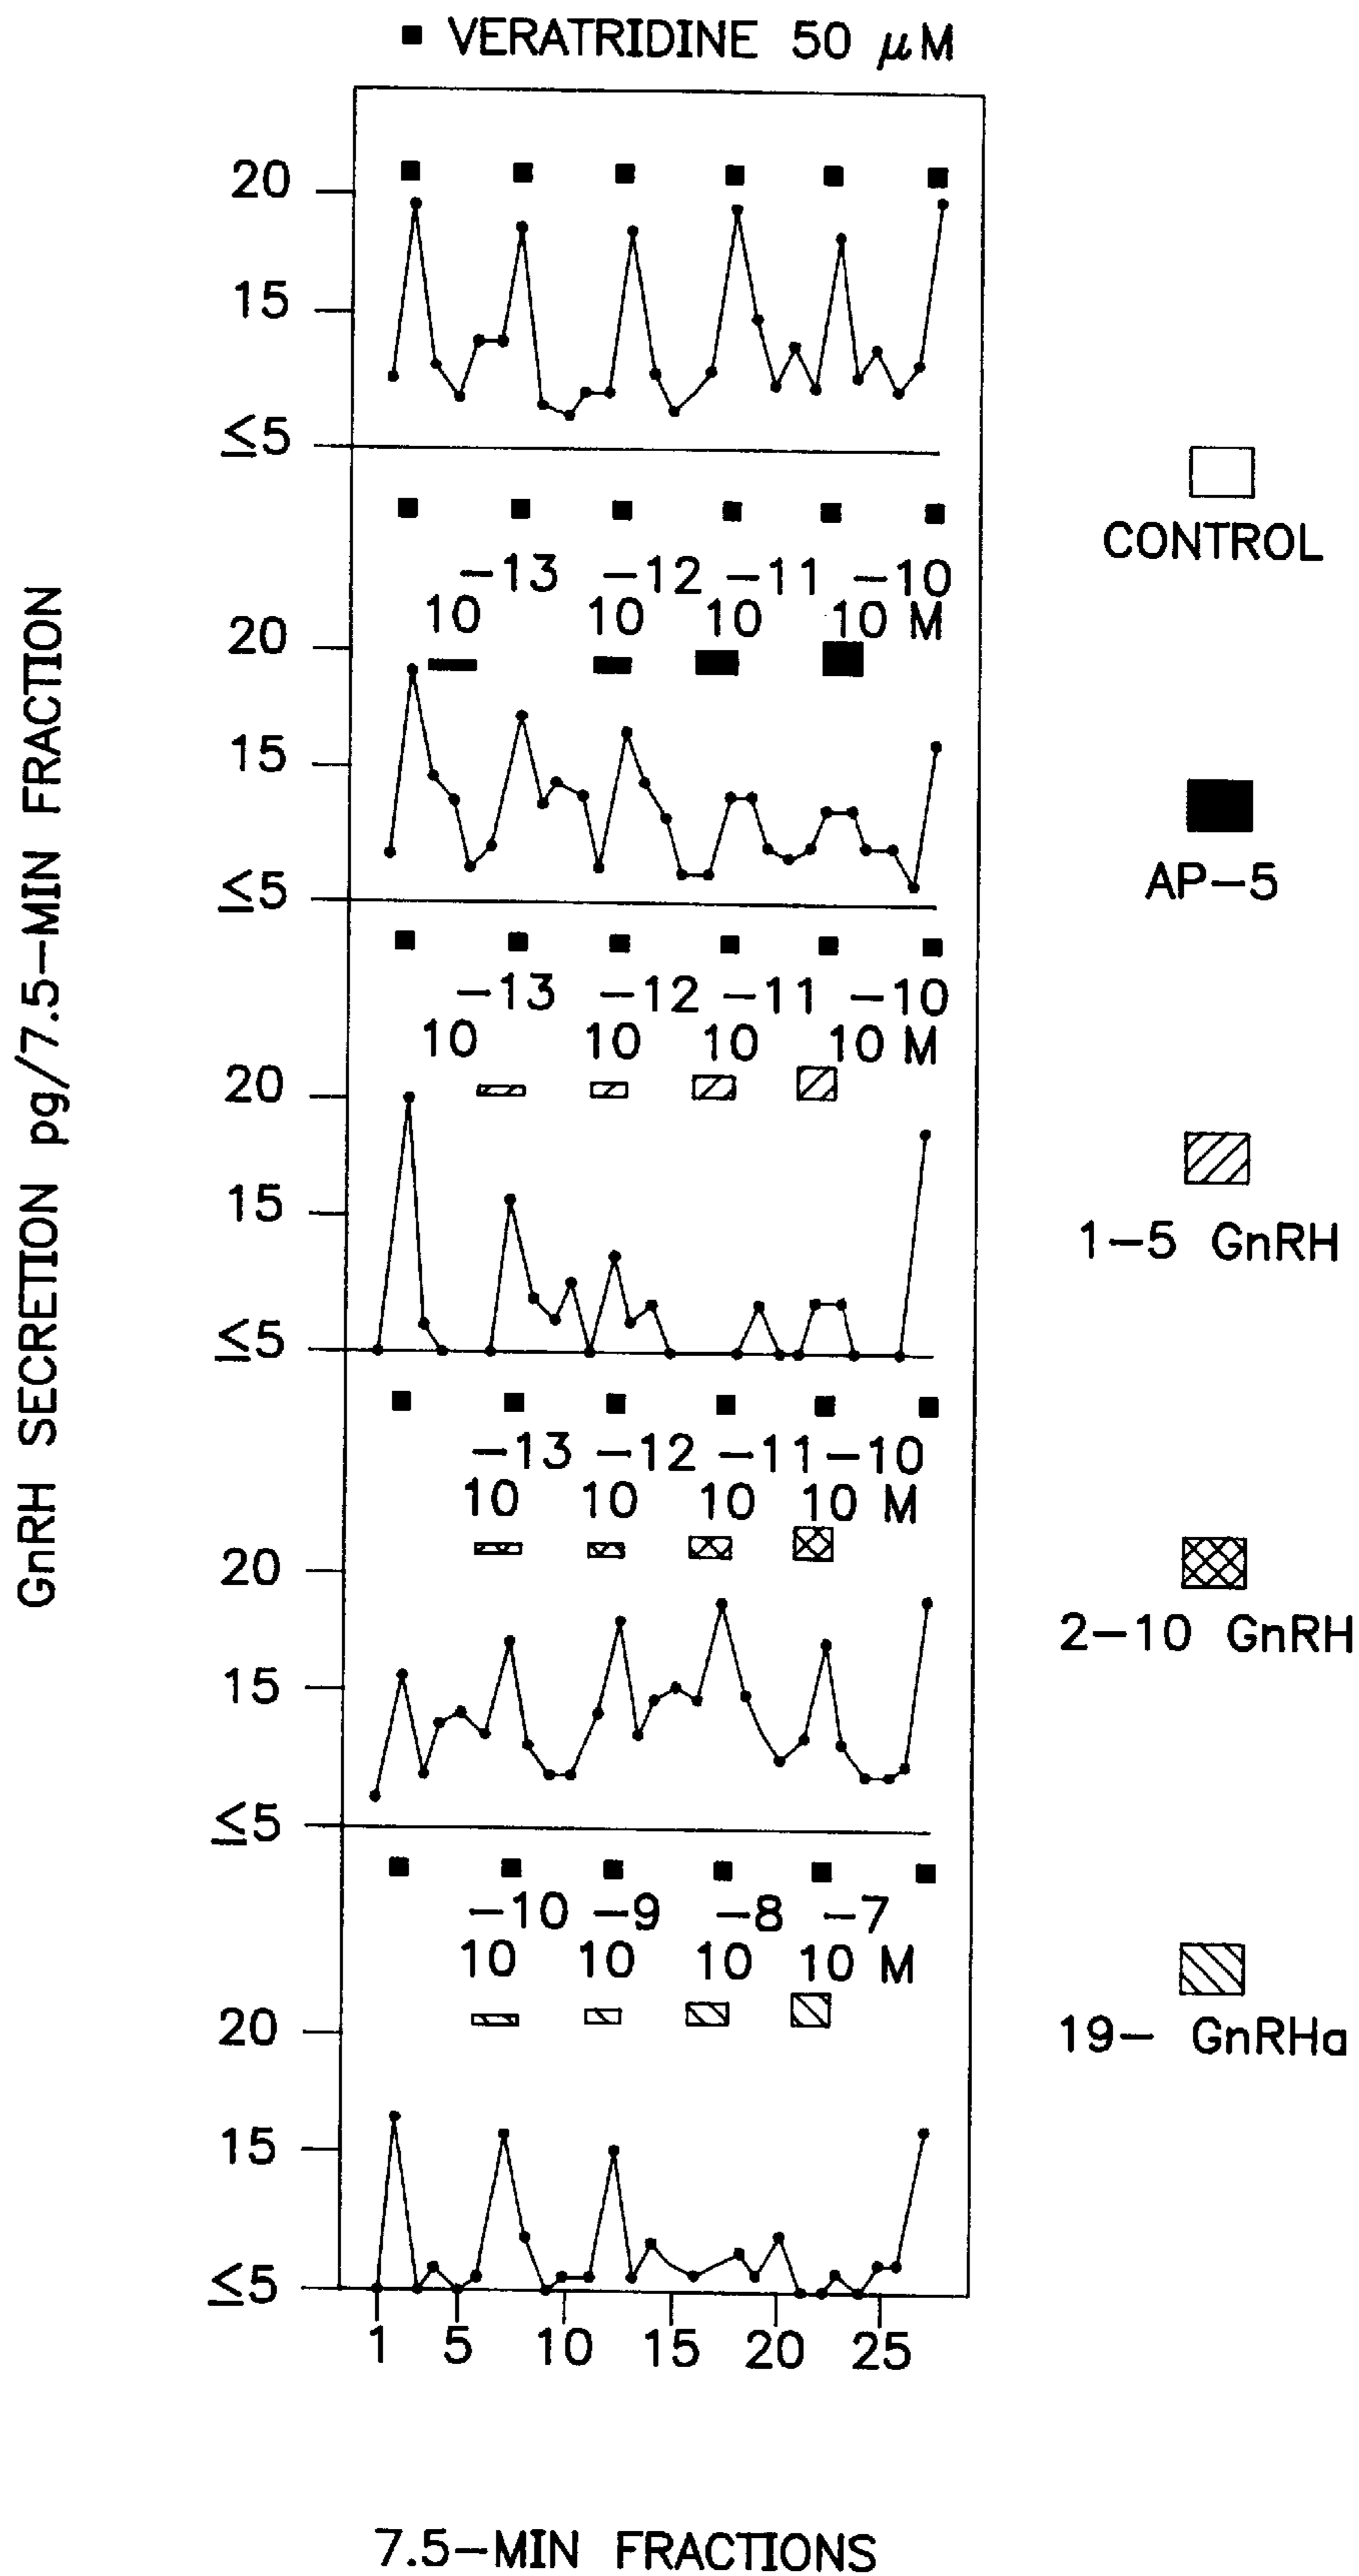 ■ VERATRIDINE 50 μM
GnRH SECRETION pg/7.5-MIN FRACTION
20
15
≤5
CONTROL
-13 -12 -11 -10
10 10 10 10 M
20
15
≤5
AP-5
-13 -12 -11 -10
10 10 10 10 M
20
15
≤5
1-5 GnRH
-13 -12 -11 -10
10 10 10 10 M
20
15
≤5
2-10 GnRH
-10 -9 -8 -7
10 10 10 10 M
20
15
≤5
19- GnRHa
1 5 10 15 20 25
7.5-MIN FRACTIONS